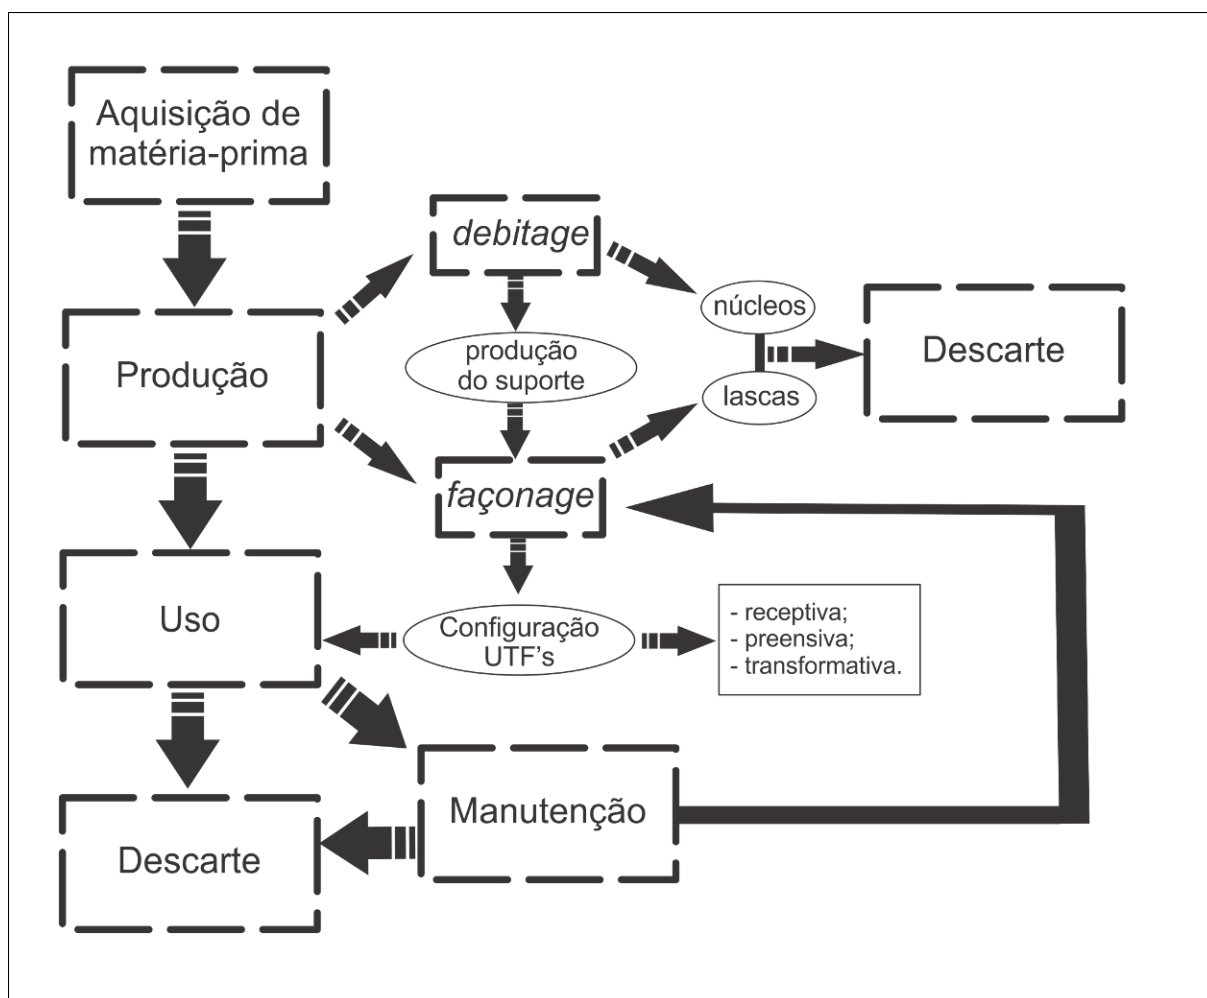 Aquisição de
matéria-prima
debitage
núcleos
produção
do suporte
Descarte
Produção
lascas
façonage
Uso
Configuração
UTF's
- receptiva;
- preensiva;
- transformativa.
Manutenção
Descarte